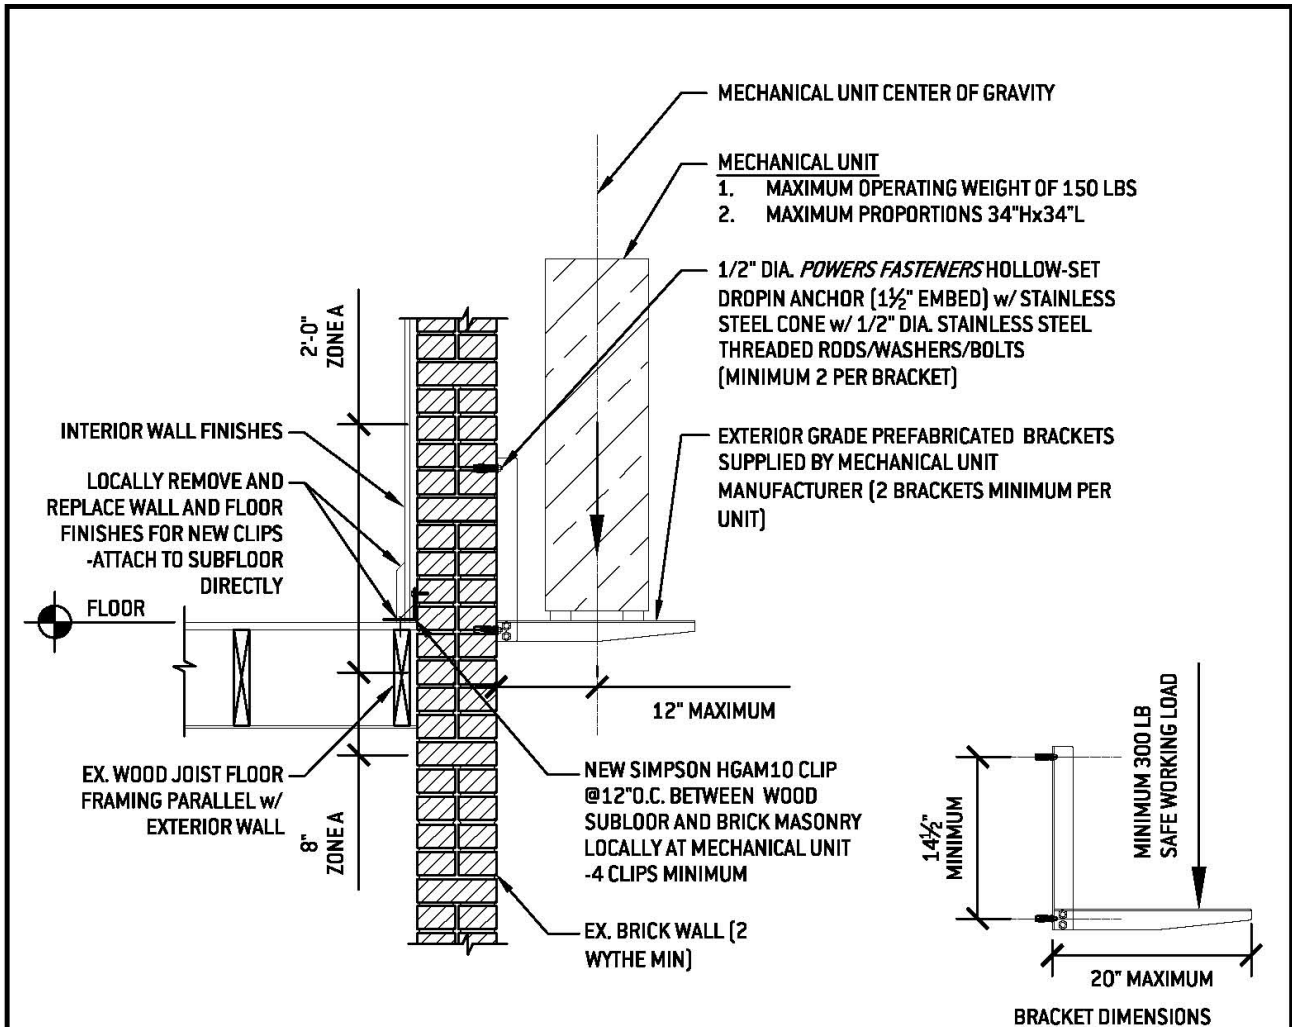 MECHANICAL UNIT CENTER OF GRAVITY
MECHANICAL UNIT
1. MAXIMUM OPERATING WEIGHT OF 150 LBS
2. MAXIMUM PROPORTIONS 34"Hx34"L
1/2" DIA. POWERS FASTENERS HOLLOW-SET
DROPIN ANCHOR (1½" EMBED) w/ STAINLESS
STEEL CONE w/ 1/2" DIA. STAINLESS STEEL
THREADED RODS/WASHERS/BOLTS
(MINIMUM 2 PER BRACKET)
2'-0"
ZONE A
INTERIOR WALL FINISHES
LOCALLY REMOVE AND
REPLACE WALL AND FLOOR
FINISHES FOR NEW CLIPS
-ATTACH TO SUBFLOOR
DIRECTLY
EXTERIOR GRADE PREFABRICATED BRACKETS
SUPPLIED BY MECHANICAL UNIT
MANUFACTURER (2 BRACKETS MINIMUM PER
UNIT)
FLOOR
12" MAXIMUM
EX. WOOD JOIST FLOOR
FRAMING PARALLEL w/
EXTERIOR WALL
8"
ZONE A
NEW SIMPSON HGAM10 CLIP
@12"O.C. BETWEEN WOOD
SUBLOOR AND BRICK MASONRY
LOCALLY AT MECHANICAL UNIT
-4 CLIPS MINIMUM
EX. BRICK WALL (2
WYTHE MIN)
14½"
MINIMUM
MINIMUM 300 LB
SAFE WORKING LOAD
20" MAXIMUM
BRACKET DIMENSIONS